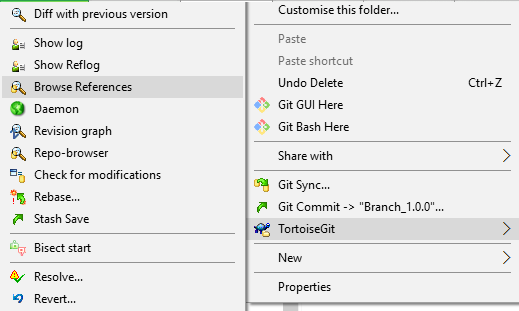 Diff with previous version
Show log
Show Reflog
Browse References
Daemon
Revision graph
Repo-browser
Check for modifications
Rebase...
Stash Save
Bisect start
Resolve...
Revert...
Customise this folder...
Paste
Paste shortcut
Undo Delete Ctrl+Z
Git GUI Here
Git Bash Here
Share with
Git Sync...
Git Commit -> "Branch_1.0.0"...
TortoiseGit
New
Properties